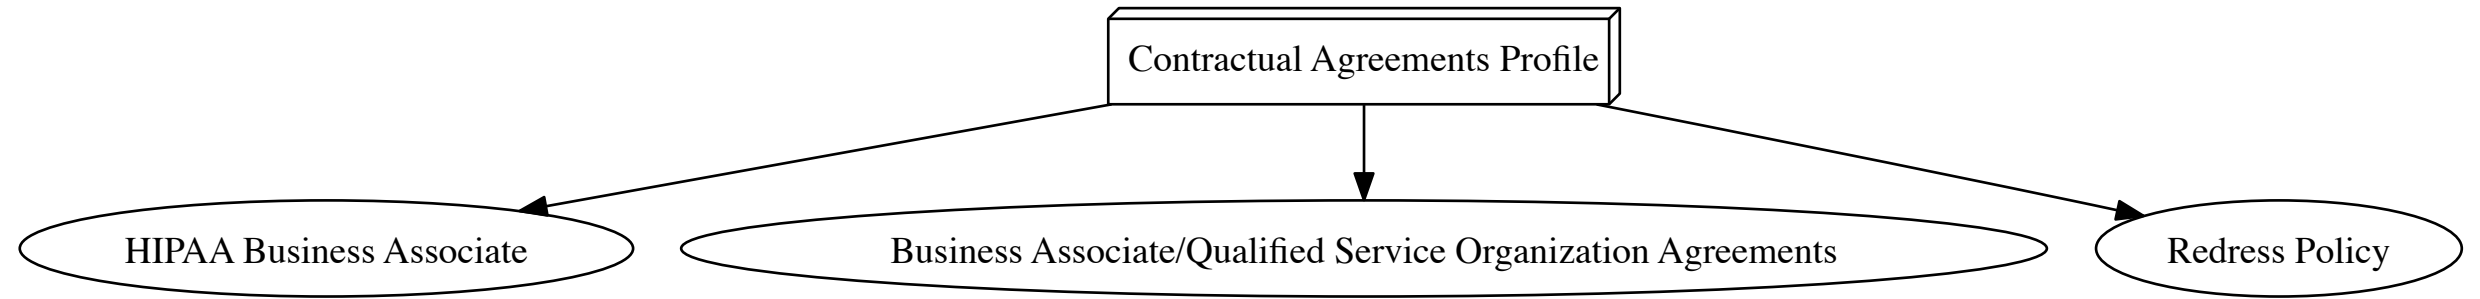 Contractual Agreements Profile
HIPAA Business Associate
Business Associate/Qualified Service Organization Agreements
Redress Policy